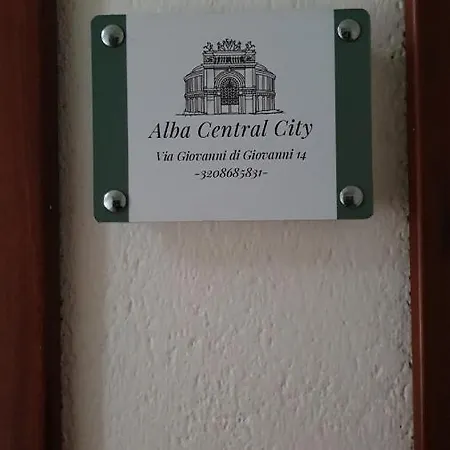 Alba Central City
Via Giovanni di Giovanni 14
-3208685831-